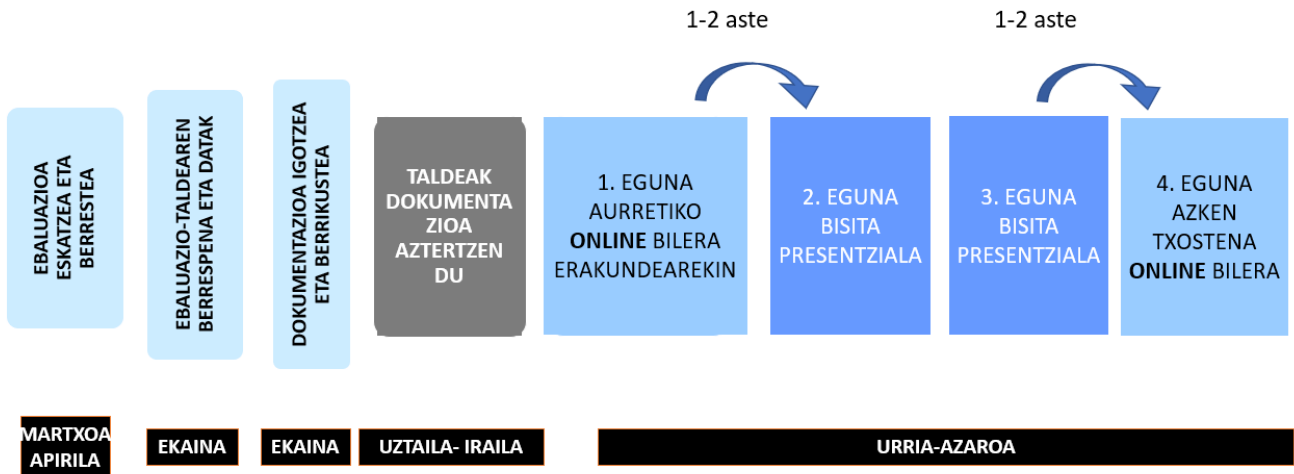 1-2 aste
1-2 aste
EBALUAZIOA
ESKATZEA ETA
BERRESTEA
EBALUAZIO-TALDEAREN
BERRESPENA ETA DATAK
DOKUMENTAZIOA IGOTZEA
ETA BERRIKUSTEA
TALDEAK
DOKUMENTA
ZIOA
AZTERTZEN
DU
1. EGUNA
AURRETIKO
ONLINE BILERA
ERAKUNDEAREKIN
2. EGUNA
BISITA
PRESENTZIALA
3. EGUNA
BISITA
PRESENTZIALA
4. EGUNA
AZKEN
TXOSTENA
ONLINE BILERA
MARTXOA
APIRILA
EKAINA
EKAINA
UZTAILA- IRAILA
URRIA-AZAROA